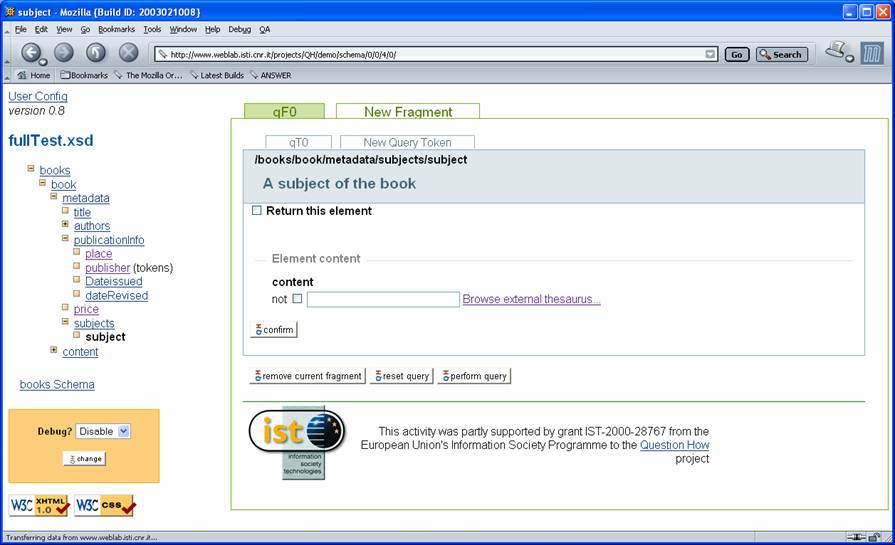 subject - Mozilla {Build ID: 2003021008}
File Edit View Go Bookmarks Tools Window Help Debug QA
http://www.weblab.isti.cnr.it/projects/QH/demo/schema/0/0/4/0/ Go Search
Home Bookmarks The Mozilla Or... Latest Builds ANSWER
User Config
version 0.8
fullTest.xsd
books
book
metadata
title
authors
publicationInfo
place
publisher (tokens)
Dateissued
dateRevised
price
subjects
subject
content
books Schema
Debug? Disable
change
W3C XHTML 1.0 W3C css
qF0 New Fragment
qT0 New Query Token
/books/book/metadata/subjects/subject
A subject of the book
Return this element
Element content
content
not Browse external thesaurus...
confirm
remove current fragment reset query perform query
ist
information
society
technologies
This activity was partly supported by grant IST-2000-28767 from the
European Union's Information Society Programme to the Question How
project
Transferring data from www.weblab.isti.cnr.it...